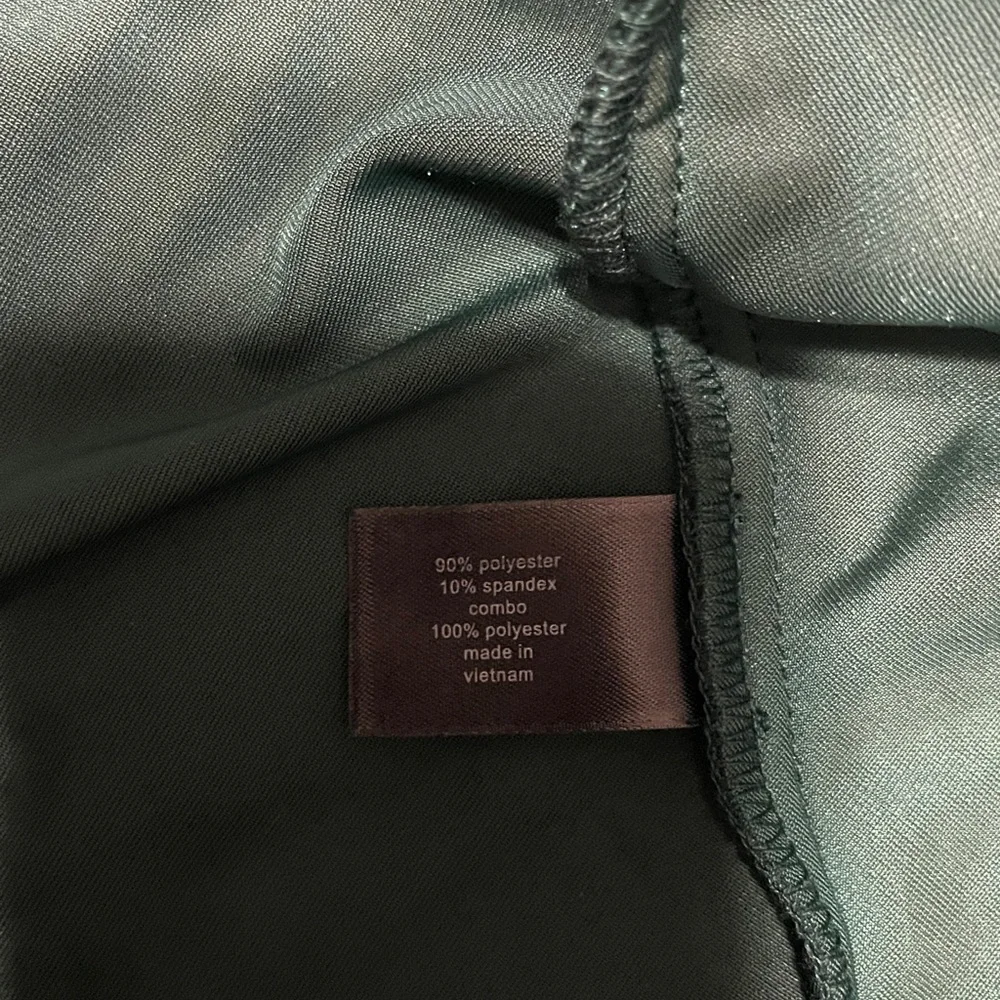 90% polyester
10% spandex
combo
100% polyester
made in
vietnam